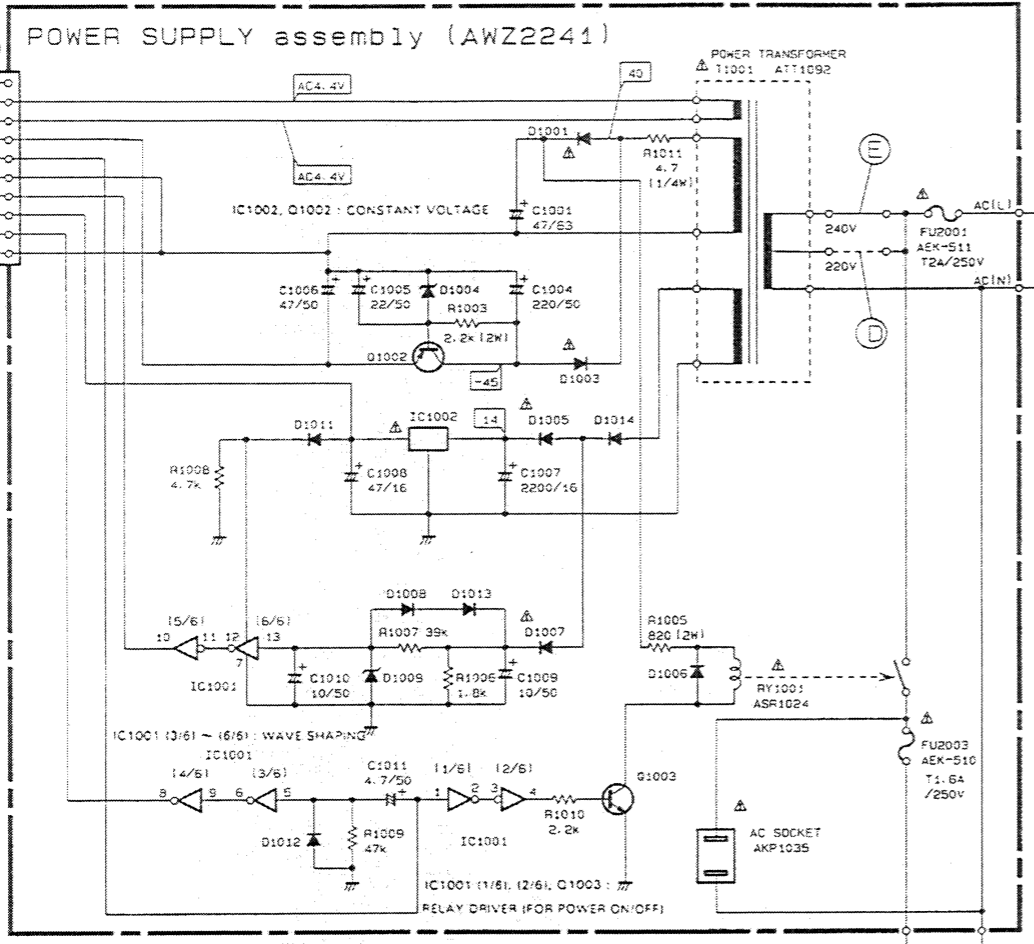 POWER SUPPLY assembly (AWZ2241)
POWER TRANSFORMER
T1001 ATT1092
AC4.4V
40
D1001
R1011
4.7
(1/4W)
AC4.4V
E
IC1002, Q1002 : CONSTANT VOLTAGE
C1001
47/63
240V
FU2001
AEK-511
T2A/250V
AC(L)
220V
AC(N)
C1006
47/50
C1005
22/50
D1004
C1004
220/50
R1003
2.2k (2W)
D
Q1002
-45
D1003
D1011
IC1002
14
D1005
D1014
R1008
4.7k
C1008
47/16
C1007
2200/16
D1008
D1013
(5/6)
(6/6)
R1007 39k
D1007
R1005
820 (2W)
10
11
12
13
7
IC1001
C1010
10/50
D1009
R1006
1.8k
C1009
10/50
D1006
RY1001
ASR1024
IC1001 (3/6) ~ (6/6) : WAVE SHAPING
IC1001
(4/6)
(3/6)
C1011
4.7/50
(1/6)
(2/6)
Q1003
FU2003
AEK-510
T1.6A
/250V
8
9
6
5
1
2
3
4
D1012
R1009
47k
IC1001
R1010
2.2k
AC SOCKET
AKP1035
IC1001 (1/6), (2/6), Q1003 :
RELAY DRIVER (FOR POWER ON/OFF)